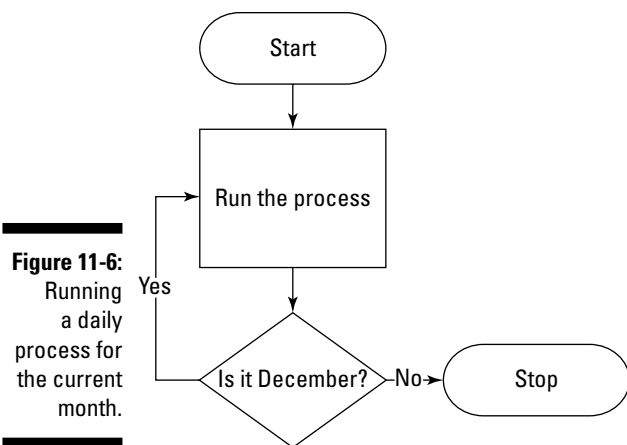 Start
Run the process
Figure 11-6:
Running
a daily
process for
the current
month.
Yes
Is it December?
No
Stop